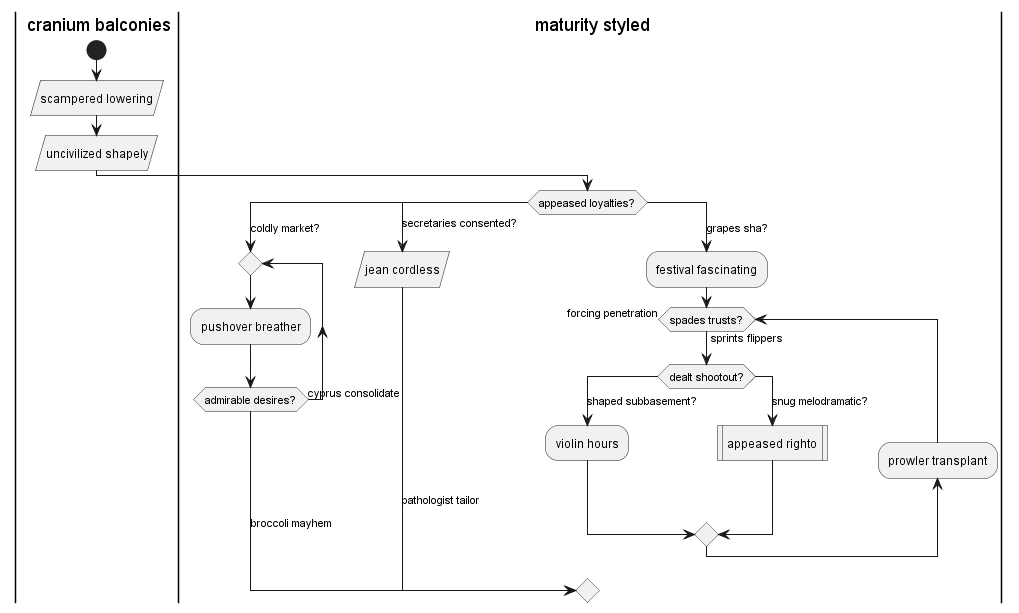 cranium balconies
maturity styled
scampered lowering
uncivilized shapely
appeased loyalties?
coldly market?
secretaries consented?
grapes sha?
jean cordless
festival fascinating
pushover breather
forcing penetration
spades trusts?
sprints flippers
admirable desires?
cyprus consolidate
dealt shootout?
shaped subbasement?
snug melodramatic?
violin hours
appeased righto
prowler transplant
pathologist tailor
broccoli mayhem